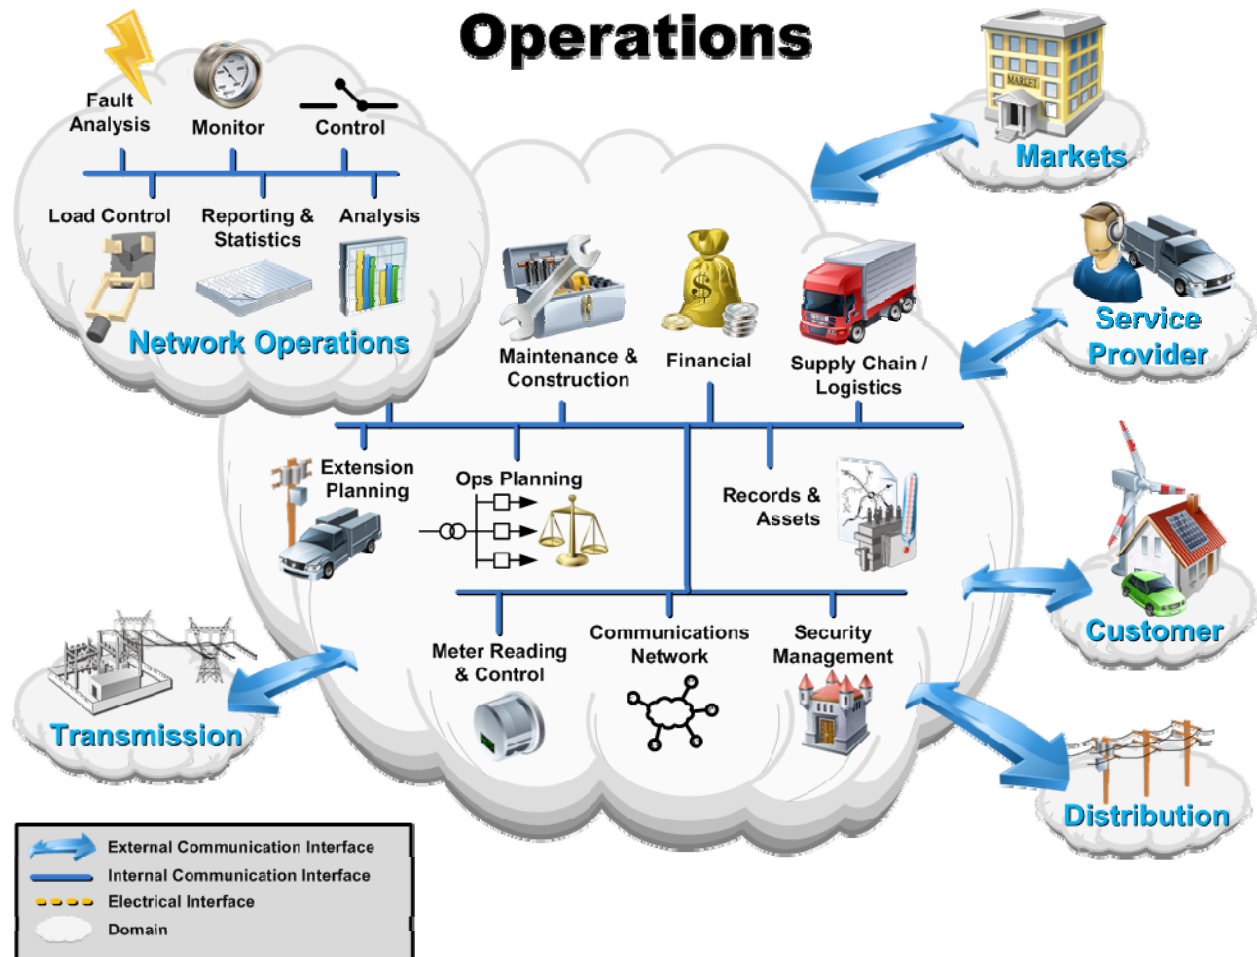 Operations
Fault
Analysis
Monitor
Control
Load Control
Reporting &
Statistics
Analysis
Network Operations
MARKET
Markets
Service
Provider
Maintenance &
Construction
Financial
$
Supply Chain /
Logistics
Extension
Planning
Ops Planning
Records &
Assets
Customer
Meter Reading
& Control
Communications
Network
Security
Management
Transmission
Distribution
External Communication Interface
Internal Communication Interface
Electrical Interface
Domain